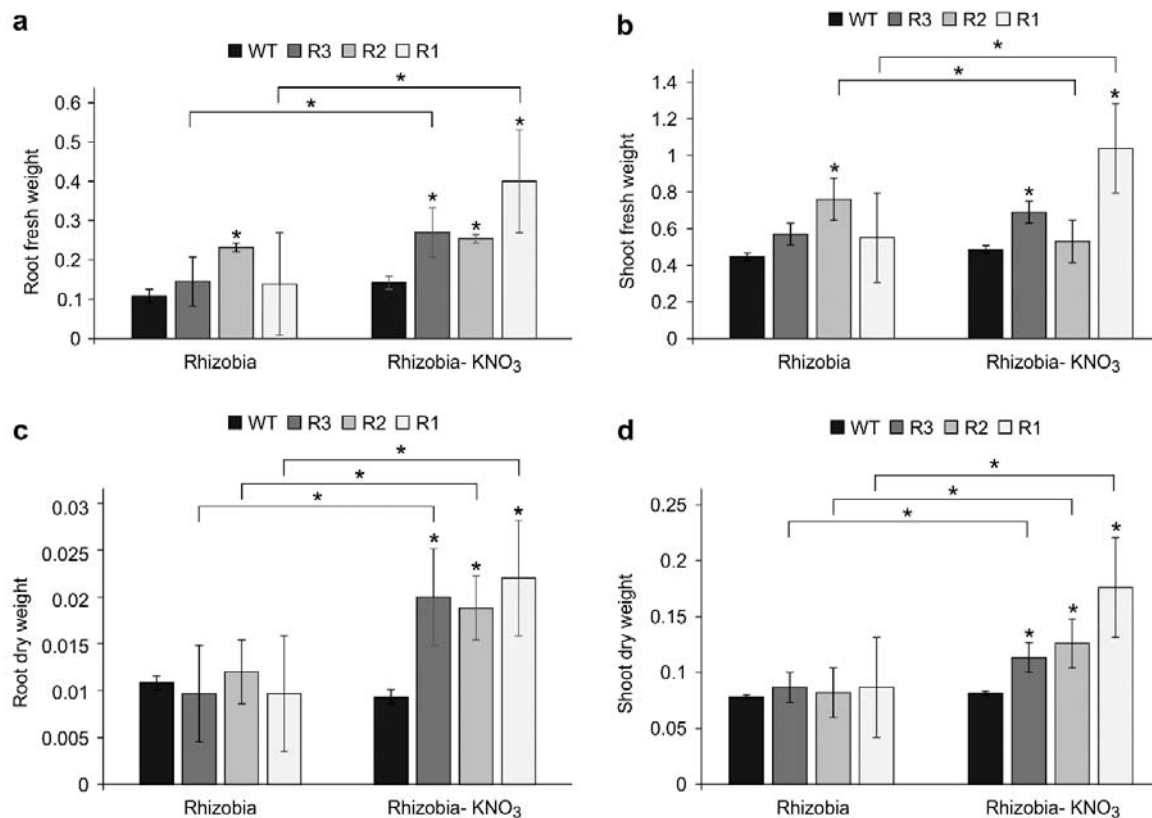 a
WT R3 R2 R1
* *
Root fresh weight
0.6
0.5
0.4
0.3
0.2
0.1
0
* * * *
Rhizobia Rhizobia- KNO₃
b
WT R3 R2 R1
* *
Shoot fresh weight
1.4
1.2
1
0.8
0.6
0.4
0.2
0
* * *
Rhizobia Rhizobia- KNO₃
c
WT R3 R2 R1
* * *
Root dry weight
0.03
0.025
0.02
0.015
0.01
0.005
0
* * *
Rhizobia Rhizobia- KNO₃
d
WT R3 R2 R1
* * *
Shoot dry weight
0.25
0.2
0.15
0.1
0.05
0
* * *
Rhizobia Rhizobia- KNO₃